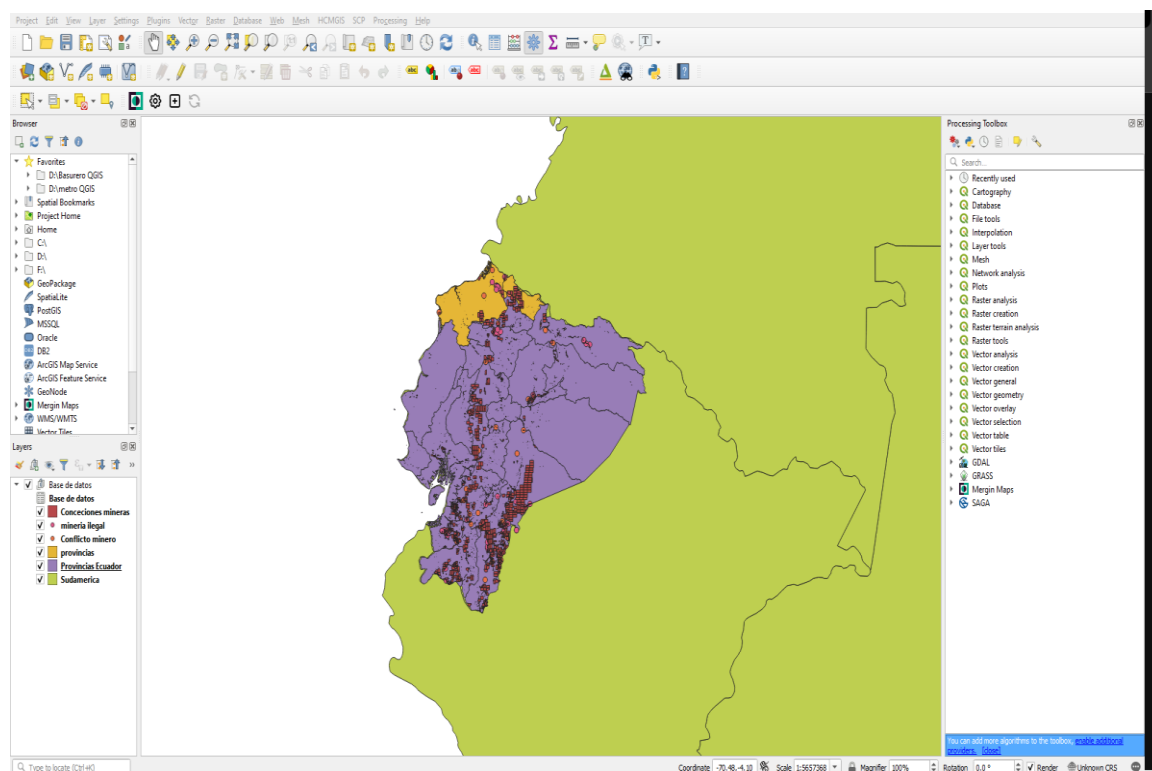 Project Edit View Layer Settings Plugins Vector Raster Database Web Mesh HCMGIS SCP Processing Help
Browser
Favorites
D:\Basurero QGIS
D:\metro QGIS
Spatial Bookmarks
Project Home
Home
C:\
D:\
F:\
GeoPackage
SpatiaLite
PostGIS
MSSQL
Oracle
DB2
ArcGIS Map Service
ArcGIS Feature Service
GeoNode
Mergin Maps
WMS/WMTS
Vector Tiles
Layers
Base de datos
Base de datos
Conceciones mineras
mineria ilegal
Conflicto minero
provincias
Provincias Ecuador
Sudamerica
Type to locate (Ctrl+K)
Processing Toolbox
Search...
Recently used
Cartography
Database
File tools
Interpolation
Layer tools
Mesh
Network analysis
Plots
Raster analysis
Raster creation
Raster terrain analysis
Raster tools
Vector analysis
Vector creation
Vector general
Vector geometry
Vector overlay
Vector selection
Vector table
Vector tiles
GDAL
GRASS
Mergin Maps
SAGA
You can add more algorithms to the toolbox, enable additional
providers. [close]
Coordinate -70.48,-4.10 Scale 1:5657368 Magnifier 100% Rotation 0.0 ° Render Unknown CRS